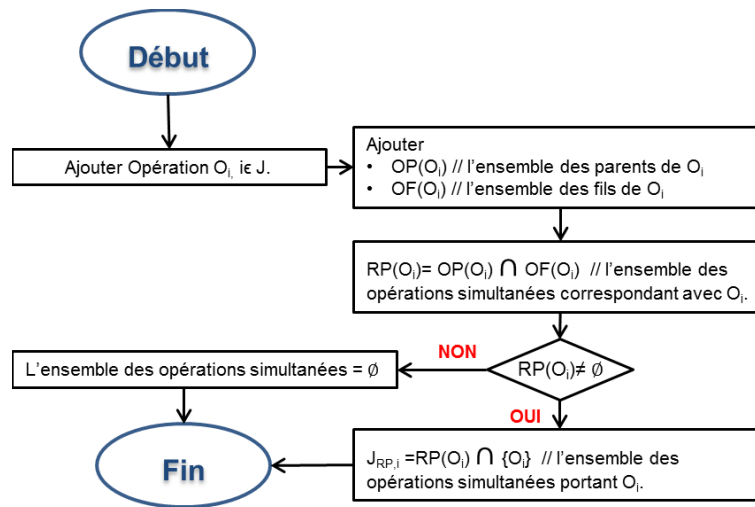 Début
Ajouter Opération Oi, iϵ J.
Ajouter
• OP(Oi) // l'ensemble des parents de Oi
• OF(Oi) // l'ensemble des fils de Oi
RP(Oi)= OP(Oi) ⋂ OF(Oi) // l'ensemble des
opérations simultanées correspondant avec Oi.
NON
RP(Oi)≠ ∅
L'ensemble des opérations simultanées = ∅
OUI
JRP,i =RP(Oi) ⋂ {Oi} // l'ensemble des
opérations simultanées portant Oi.
Fin